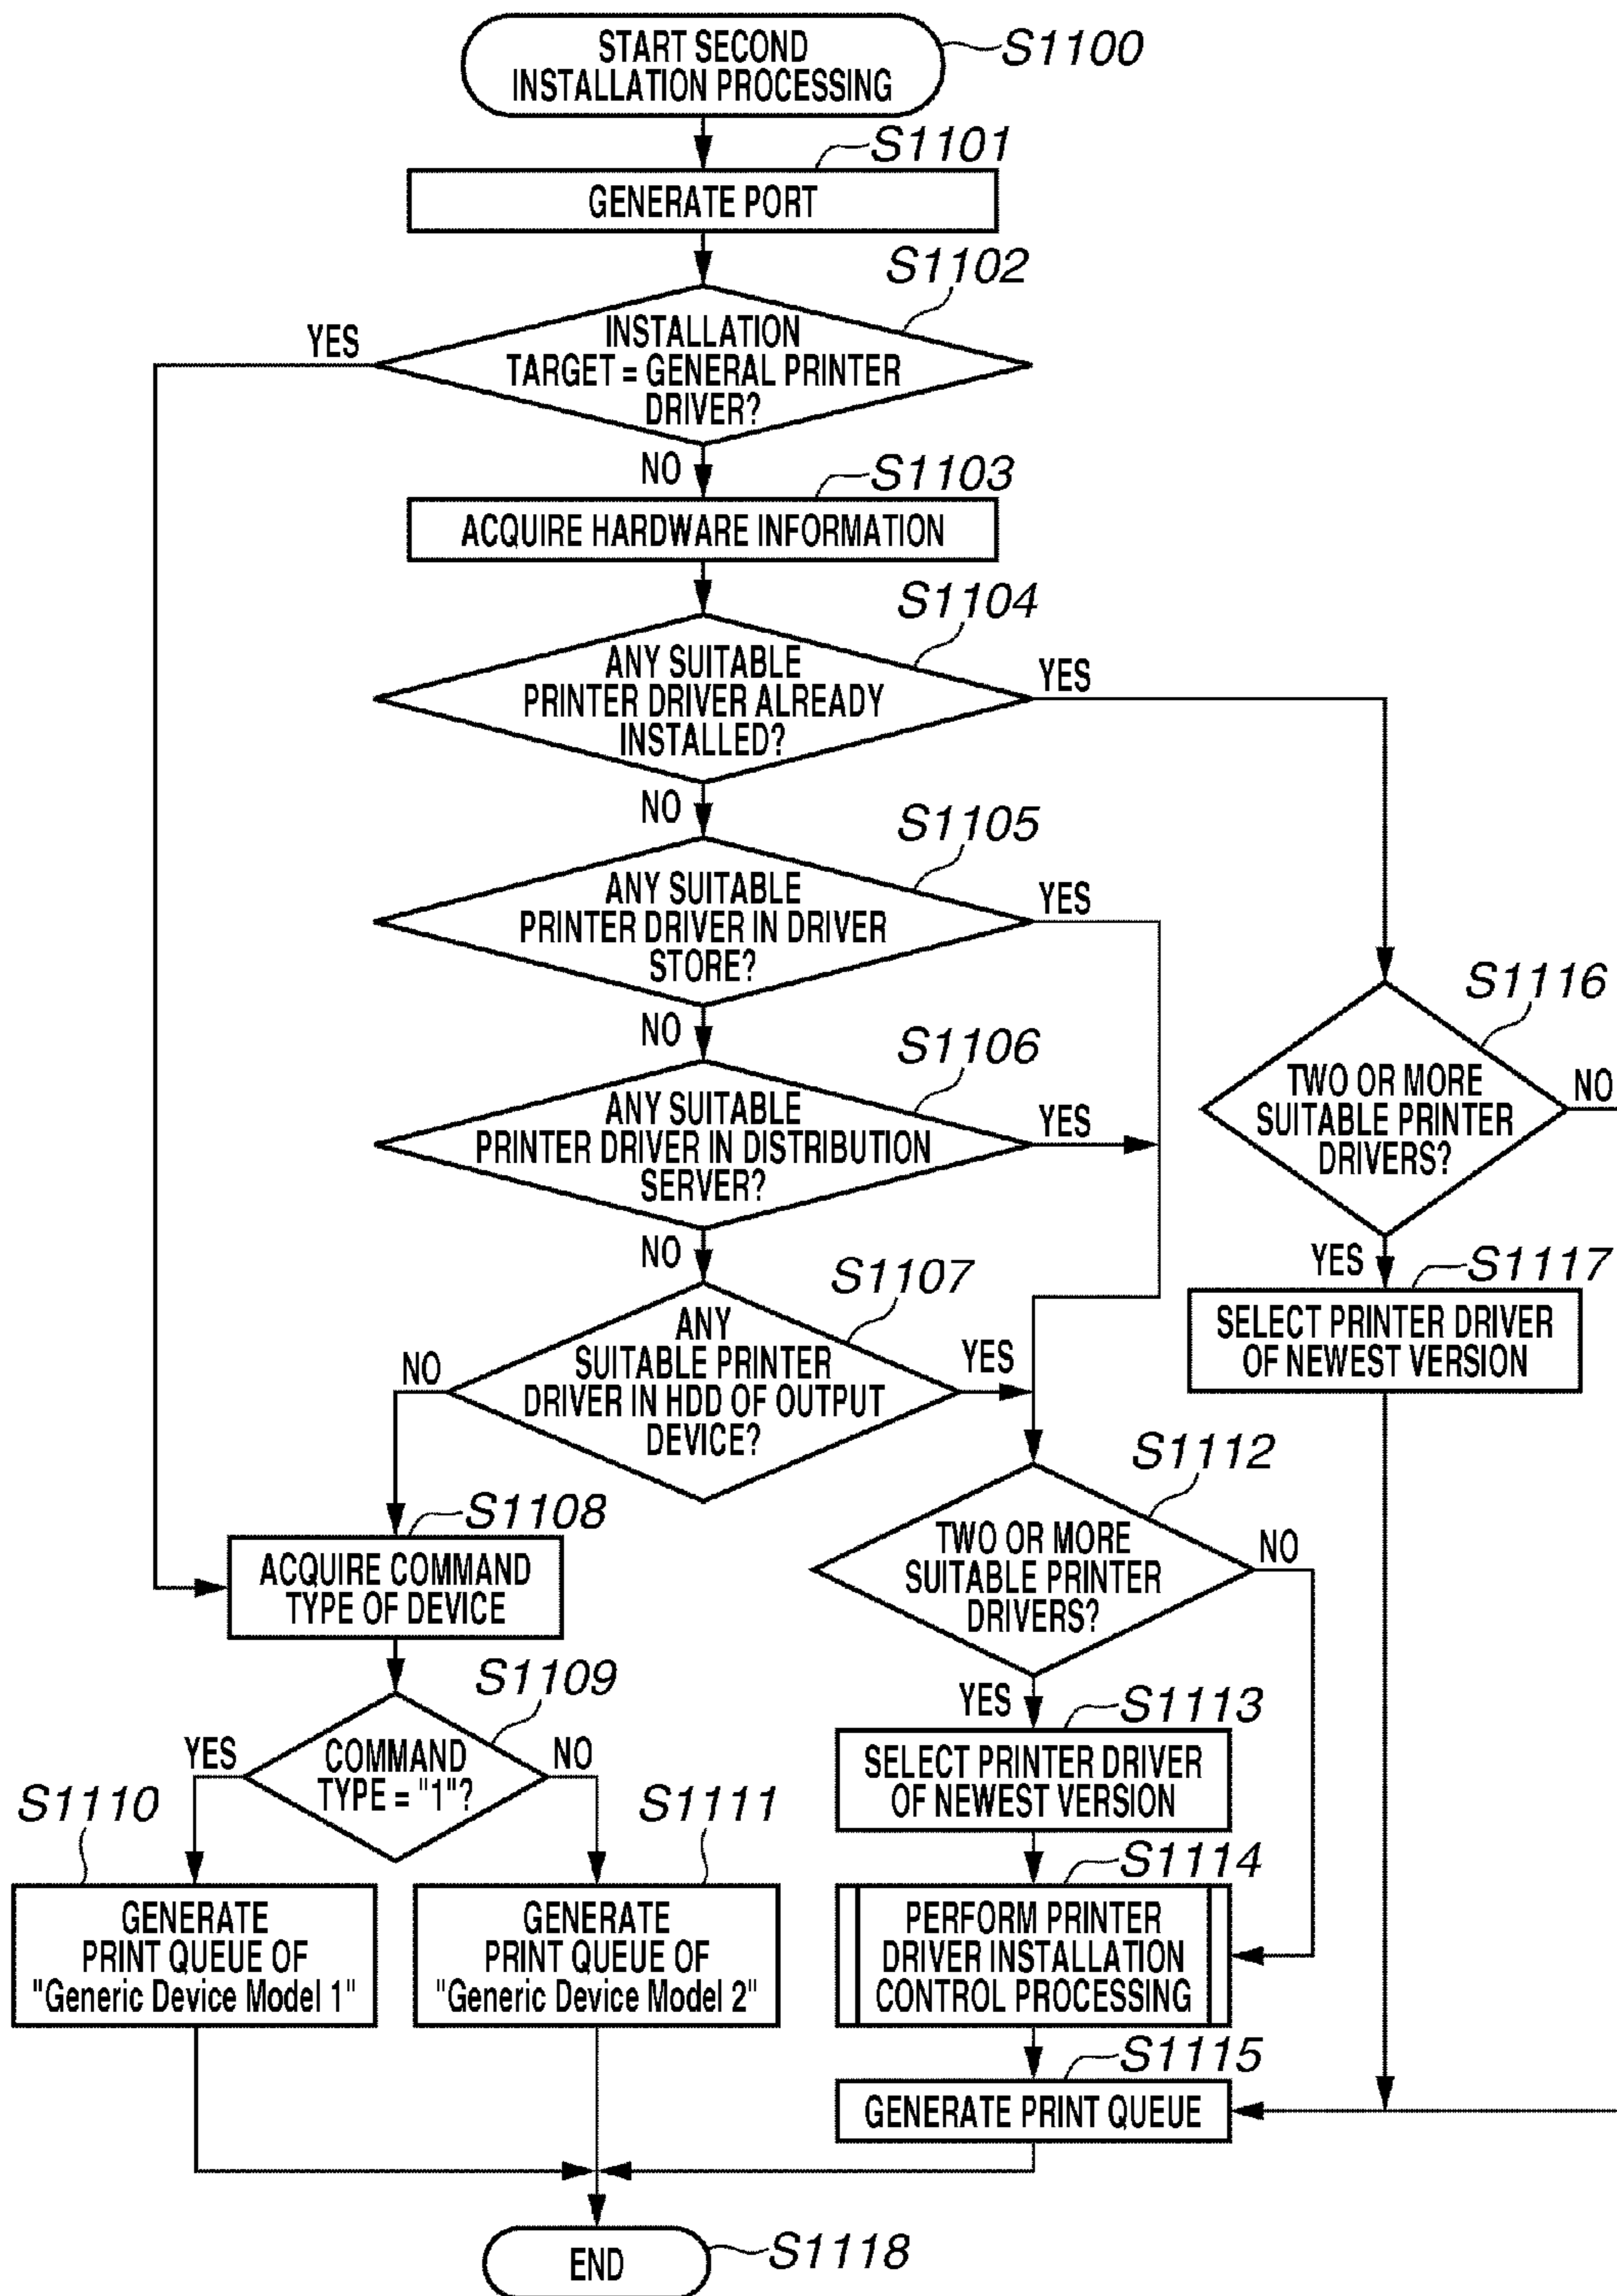 START SECOND
INSTALLATION PROCESSING
S1100
S1101
GENERATE PORT
S1102
INSTALLATION
TARGET = GENERAL PRINTER
DRIVER?
YES
NO
S1103
ACQUIRE HARDWARE INFORMATION
S1104
ANY SUITABLE
PRINTER DRIVER ALREADY
INSTALLED?
YES
NO
S1105
ANY SUITABLE
PRINTER DRIVER IN DRIVER
STORE?
YES
NO
S1106
ANY SUITABLE
PRINTER DRIVER IN DISTRIBUTION
SERVER?
YES
NO
S1116
TWO OR MORE
SUITABLE PRINTER
DRIVERS?
NO
YES
S1117
SELECT PRINTER DRIVER
OF NEWEST VERSION
S1107
ANY
SUITABLE PRINTER
DRIVER IN HDD OF OUTPUT
DEVICE?
NO
YES
S1108
ACQUIRE COMMAND
TYPE OF DEVICE
S1112
TWO OR MORE
SUITABLE PRINTER
DRIVERS?
NO
YES
S1109
COMMAND
TYPE = "1"?
YES
NO
S1113
SELECT PRINTER DRIVER
OF NEWEST VERSION
S1110
GENERATE
PRINT QUEUE OF
"Generic Device Model 1"
S1111
GENERATE
PRINT QUEUE OF
"Generic Device Model 2"
S1114
PERFORM PRINTER
DRIVER INSTALLATION
CONTROL PROCESSING
S1115
GENERATE PRINT QUEUE
END
S1118